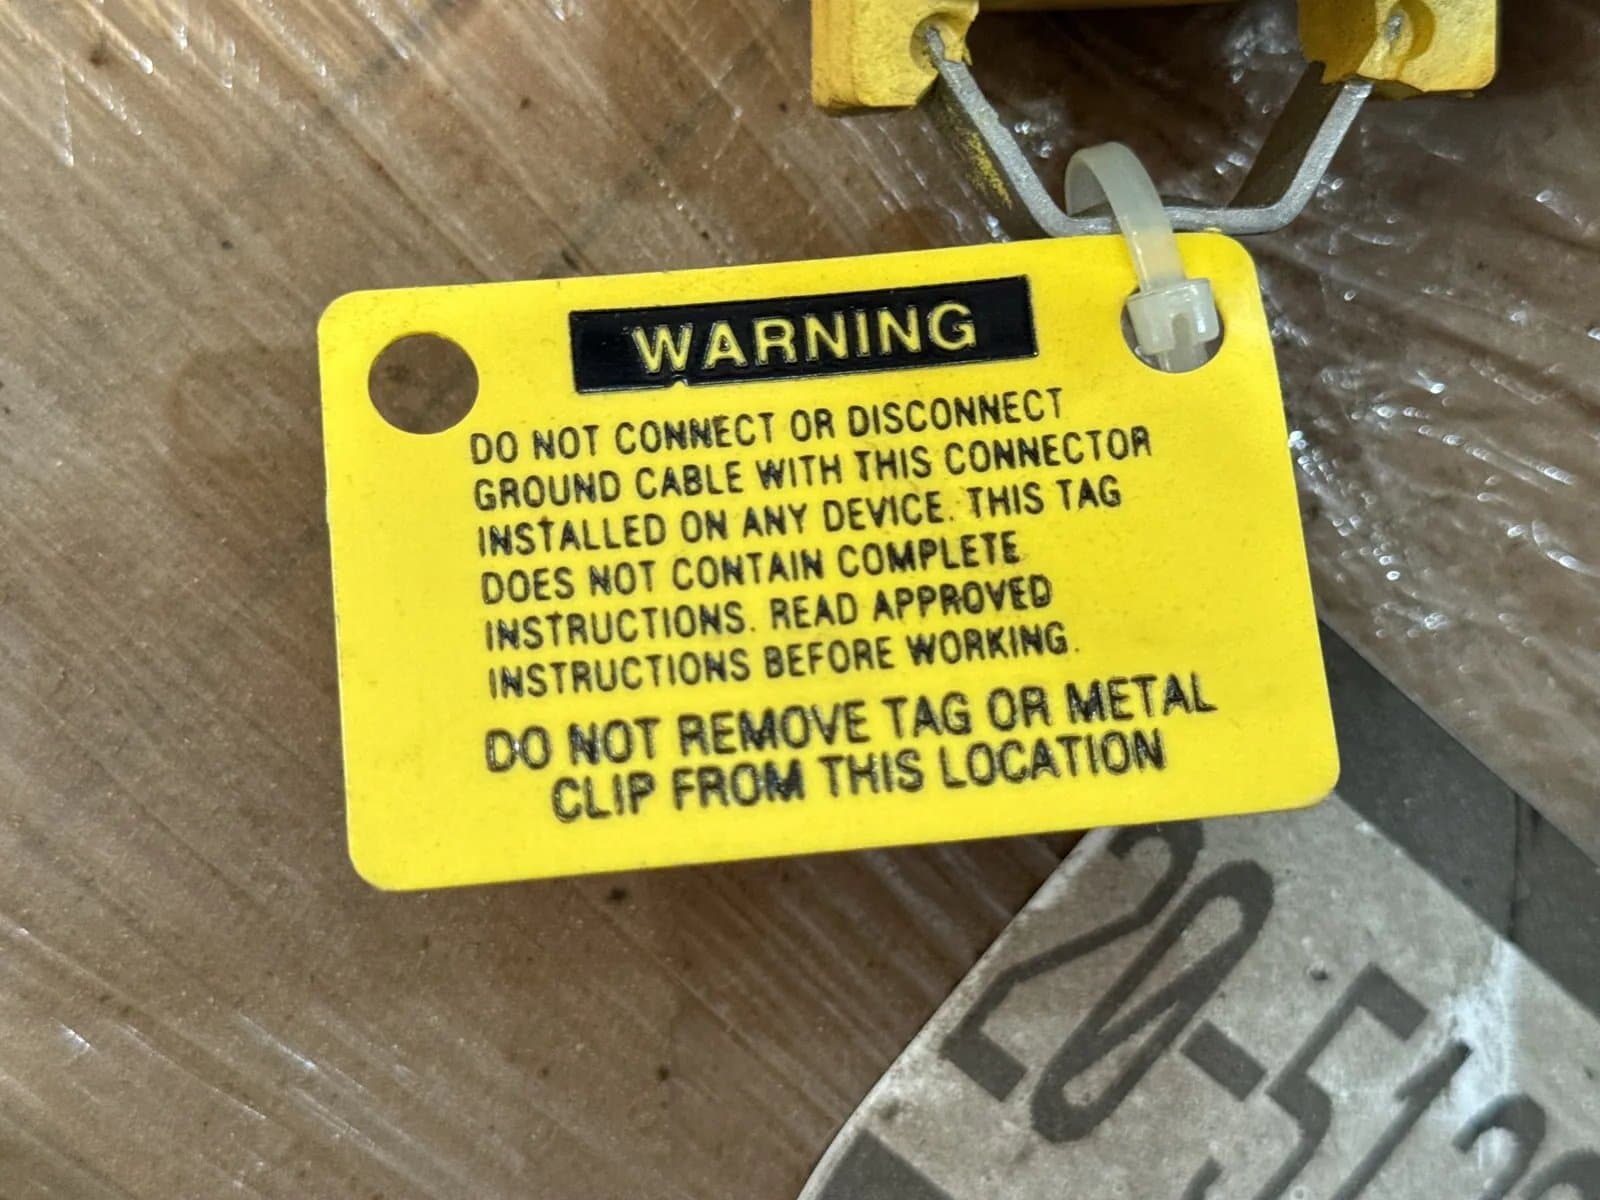 WARNING
DO NOT CONNECT OR DISCONNECT
GROUND CABLE WITH THIS CONNECTOR
INSTALLED ON ANY DEVICE. THIS TAG
DOES NOT CONTAIN COMPLETE
INSTRUCTIONS. READ APPROVED
INSTRUCTIONS BEFORE WORKING.
DO NOT REMOVE TAG OR METAL
CLIP FROM THIS LOCATION